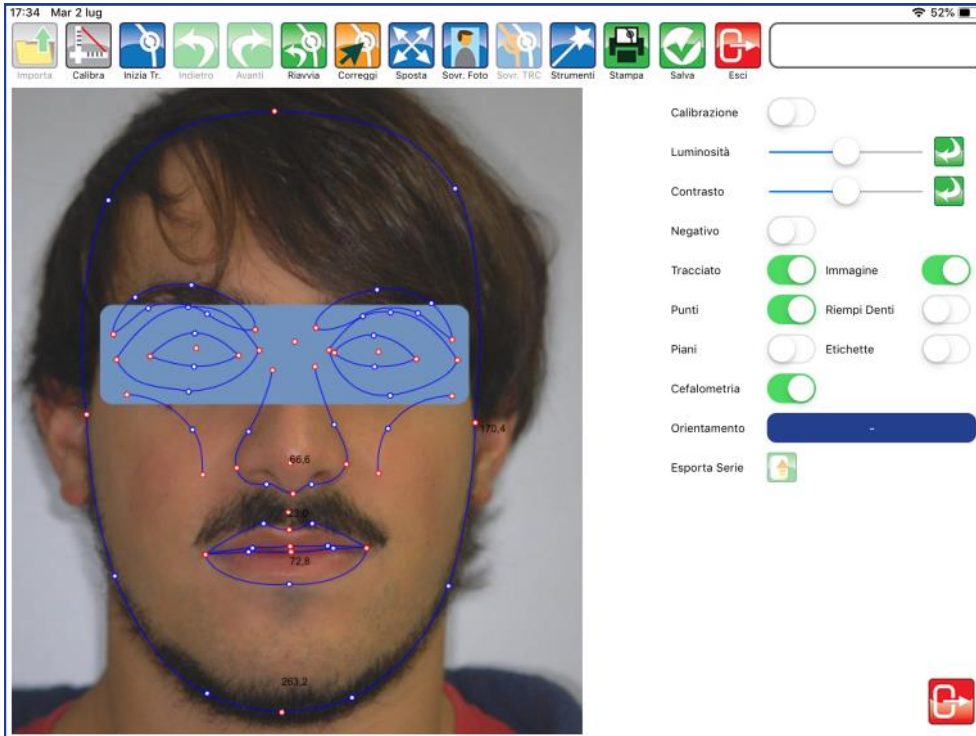 17:34 Mar 2 lug 52%
Importa Calibra Inizia Tr. Indietro Avanti Riavvia Correggi Sposta Sovr. Foto Sovr. TRC Strumenti Stampa Salva Esci
Calibrazione
Luminosità
Contrasto
Negativo
Tracciato Immagine
Punti Riempi Denti
Piani Etichette
Cefalometria
Orientamento -
Esporta Serie
170,4
66,6
23,0
72,8
263,2